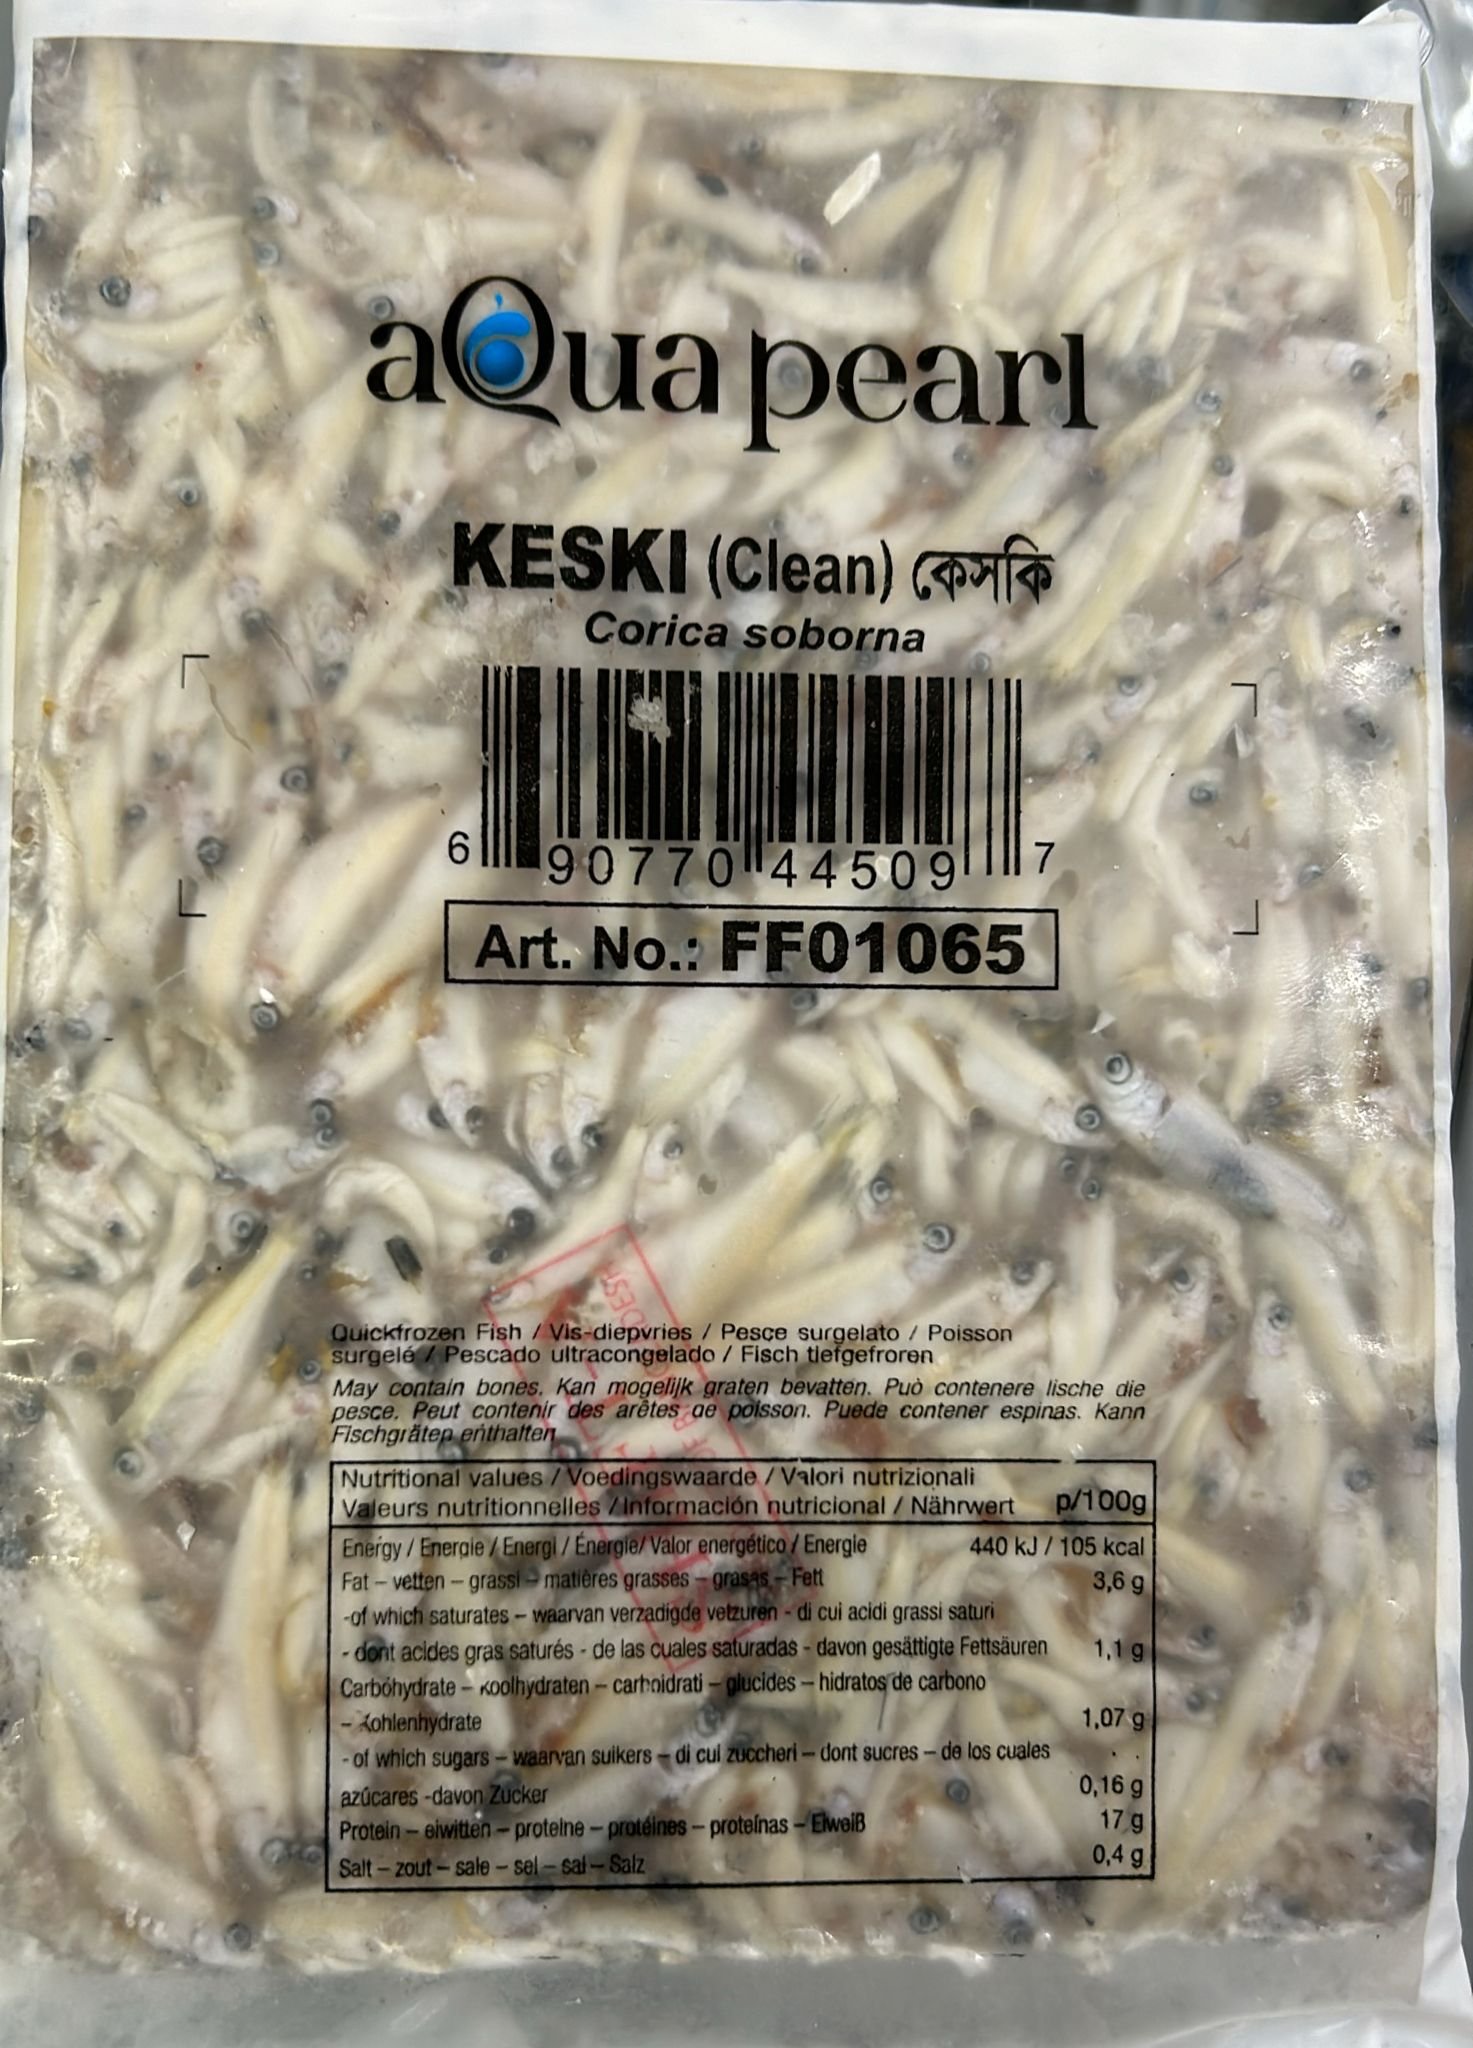 aQua pearl
KESKI (Clean) কেসকি
Corica soborna
6 90770 44509 7
Art. No.: FF01065
Quickfrozen Fish / Vis-diepvries / Pesce surgelato / Poisson
surgelé / Pescado ultracongelado / Fisch tiefgefroren
May contain bones. Kan mogelijk graten bevatten. Può contenere lische die
pesce. Peut contenir des arêtes de poisson. Puede contener espinas. Kann
Fischgräten enthalten
Nutritional values / Voedingswaarde / Valori nutrizionali
Valeurs nutritionnelles / Información nutricional / Nährwert p/100g
Energy / Energie / Energi / Énergie/ Valor energético / Energie 440 kJ / 105 kcal
Fat – vetten – grassi – matières grasses – grasas – Fett 3,6 g
-of which saturates – waarvan verzadigde vetzuren - di cui acidi grassi saturi
- dont acides gras saturés - de las cuales saturadas - davon gesättigte Fettsäuren 1,1 g
Carbohydrate – koolhydraten – carboidrati – glucides – hidratos de carbono
– Kohlenhydrate 1,07 g
- of which sugars – waarvan suikers – di cui zuccheri – dont sucres – de los cuales
azúcares -davon Zucker 0,16 g
Protein – eiwitten – proteine – protéines – proteínas – Eiweiß 17 g
Salt – zout – sale – sel – sal – Salz 0,4 g